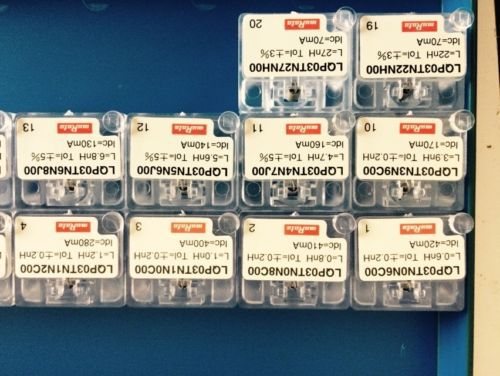 LQP03TN0N6C00
L=0.6nH Tol=±0.2nH
Idc=420mA
muRata
1
LQP03TN0N8C00
L=0.8nH Tol=±0.2nH
Idc=410mA
muRata
2
LQP03TN1N0C00
L=1.0nH Tol=±0.2nH
Idc=400mA
muRata
3
LQP03TN1N2C00
L=1.2nH Tol=±0.2nH
Idc=280mA
muRata
4
LQP03TN3N9C00
L=3.9nH Tol=±0.2nH
Idc=170mA
muRata
10
LQP03TN4N7J00
L=4.7nH Tol=±5%
Idc=160mA
muRata
11
LQP03TN5N6J00
L=5.6nH Tol=±5%
Idc=140mA
muRata
12
LQP03TN6N8J00
L=6.8nH Tol=±5%
Idc=130mA
muRata
13
LQP03TN22NH00
L=22nH Tol=±3%
Idc=70mA
muRata
19
LQP03TN27NH00
L=27nH Tol=±3%
Idc=70mA
muRata
20